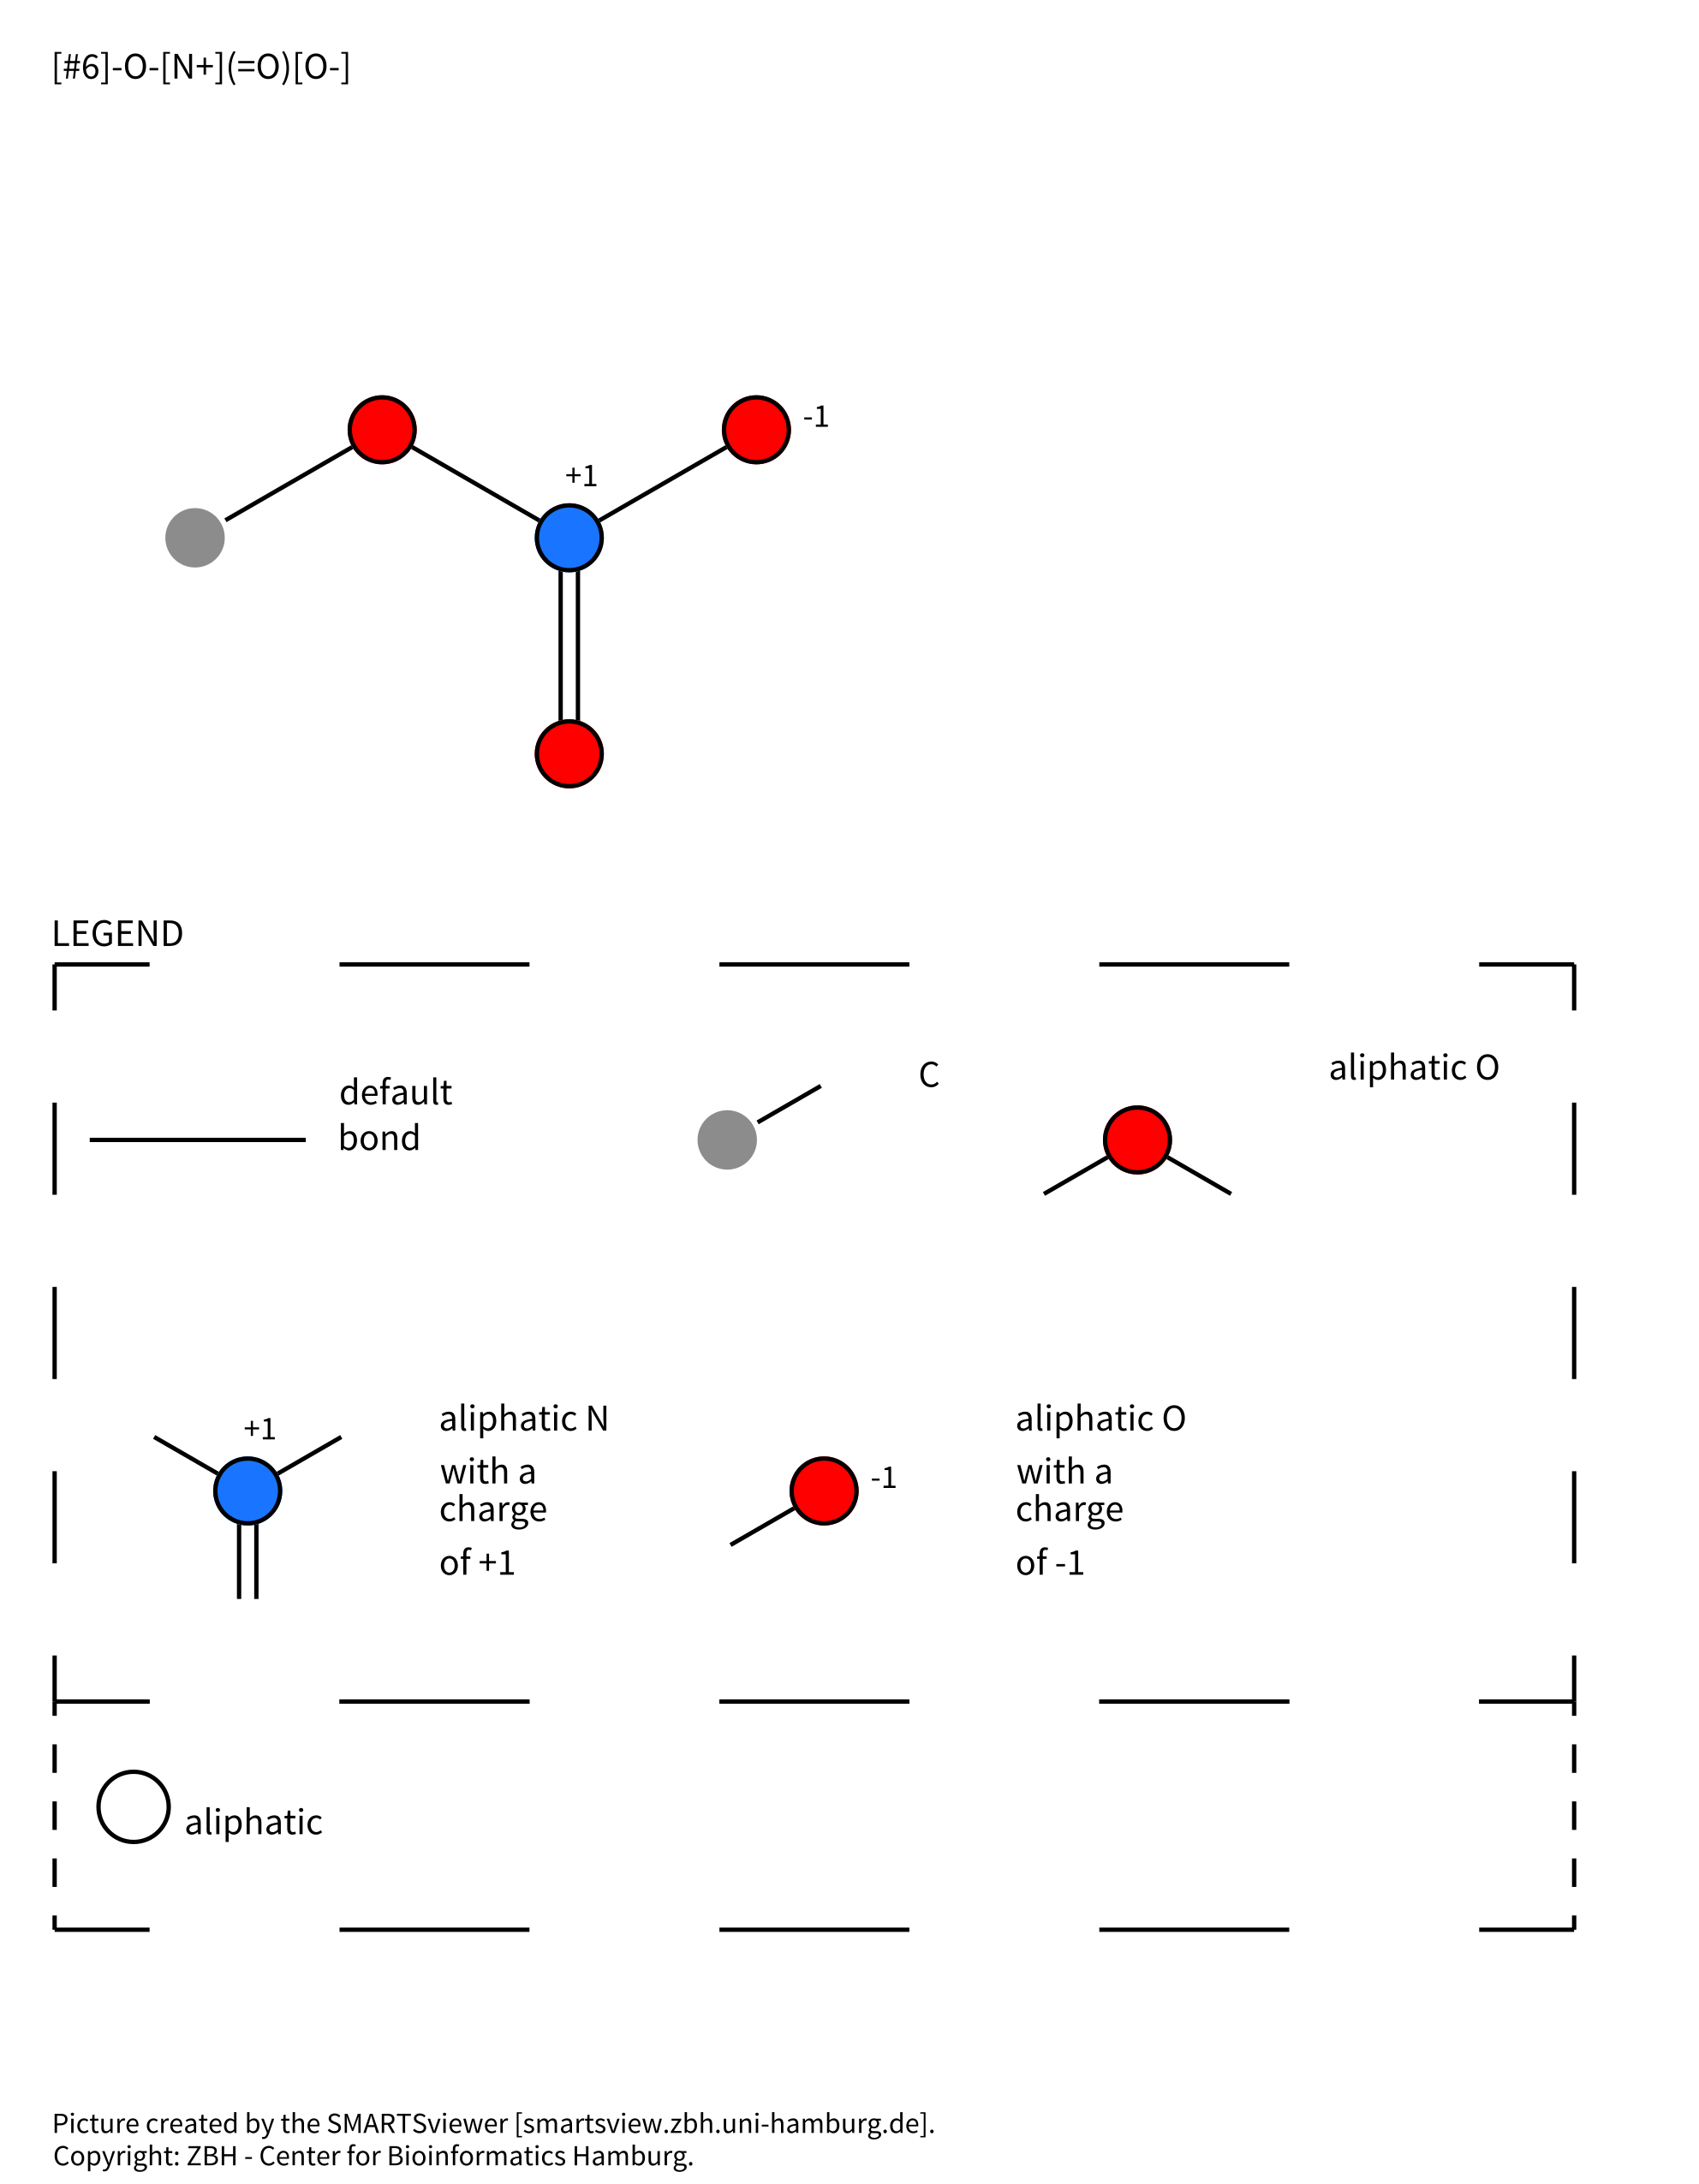 [#6]-O-[N+](=O)[O-]
-1
+1
LEGEND
default
bond
C
aliphatic O
+1
aliphatic N
with a
charge
of +1
-1
aliphatic O
with a
charge
of -1
aliphatic
Picture created by the SMARTSviewer [smartsview.zbh.uni-hamburg.de].
Copyright: ZBH - Center for Bioinformatics Hamburg.